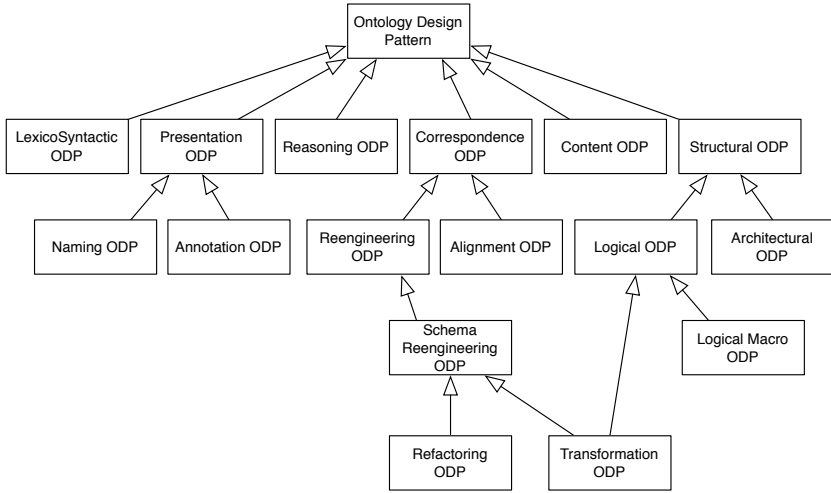 Ontology Design
Pattern
LexicoSyntactic
ODP
Presentation
ODP
Reasoning ODP
Correspondence
ODP
Content ODP
Structural ODP
Naming ODP
Annotation ODP
Reengineering
ODP
Alignment ODP
Logical ODP
Architectural
ODP
Schema
Reengineering
ODP
Logical Macro
ODP
Refactoring
ODP
Transformation
ODP